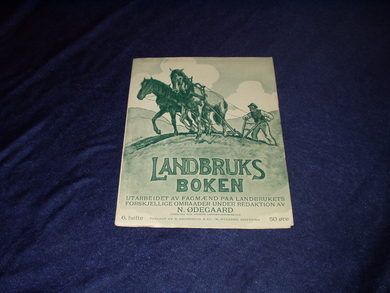 LANDBRUKS
BOKEN
UTARBEIDET AV FAGMÆND PAA LANDBRUKETS
FORSKJELLIGE OMRAADER UNDER REDAKTION AV
N. ØDEGAARD
6. hefte
50 øre